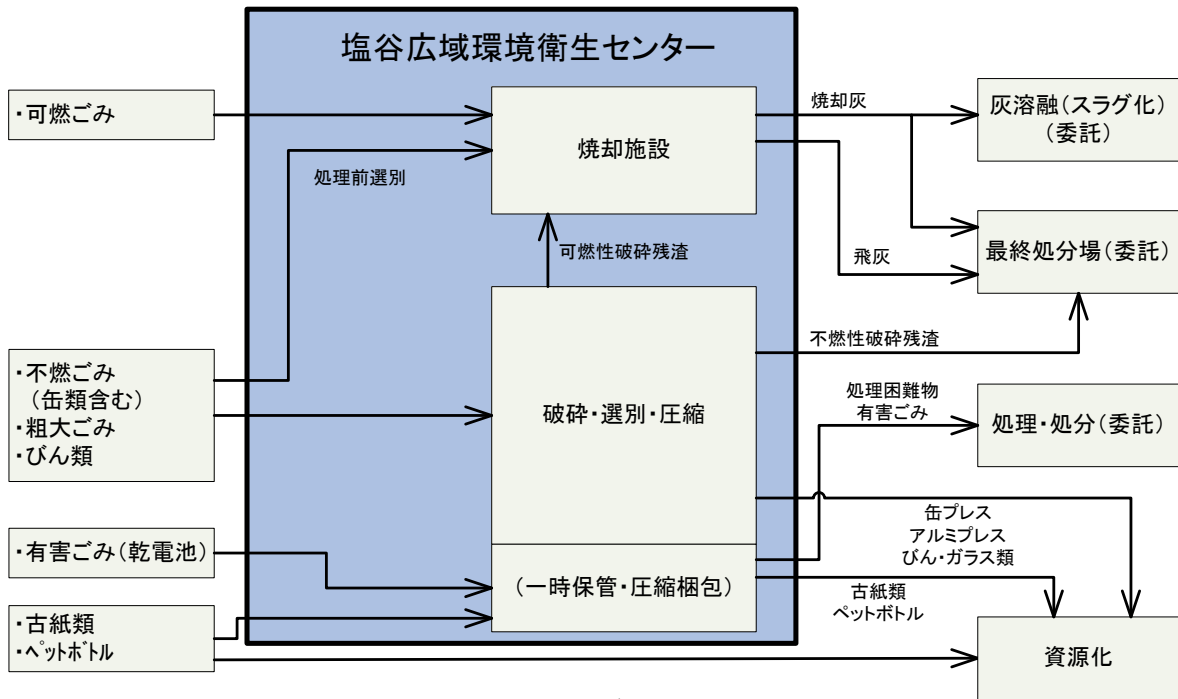 塩谷広域環境衛生センター
・可燃ごみ
焼却施設
焼却灰
灰溶融(スラグ化)
(委託)
処理前選別
可燃性破砕残渣
飛灰
最終処分場(委託)
不燃性破砕残渣
・不燃ごみ
(缶類含む)
・粗大ごみ
・びん類
破砕・選別・圧縮
処理困難物
有害ごみ
処理・処分(委託)
缶プレス
アルミプレス
びん・ガラス類
・有害ごみ(乾電池)
(一時保管・圧縮梱包)
古紙類
ペットボトル
・古紙類
・ペットボトル
資源化